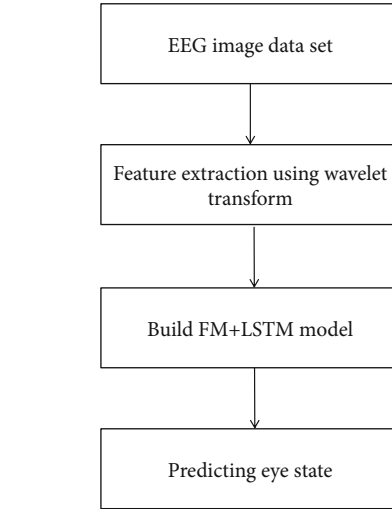 EEG image data set
Feature extraction using wavelet
transform
Build FM+LSTM model
Predicting eye state